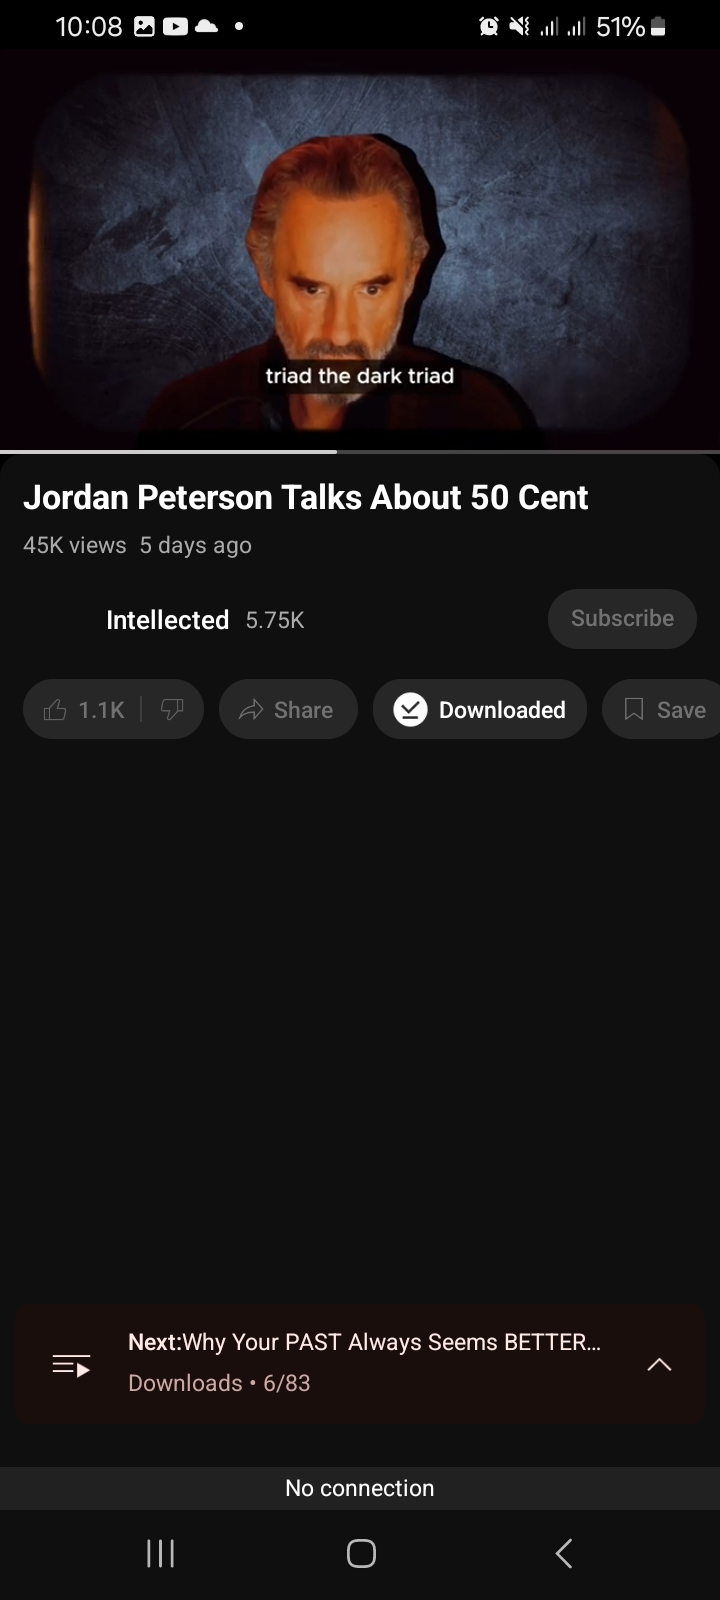 10:08
51%
triad the dark triad
Jordan Peterson Talks About 50 Cent
45K views 5 days ago
Intellected 5.75K
Subscribe
1.1K
Share
Downloaded
Save
Next:Why Your PAST Always Seems BETTER...
Downloads • 6/83
No connection